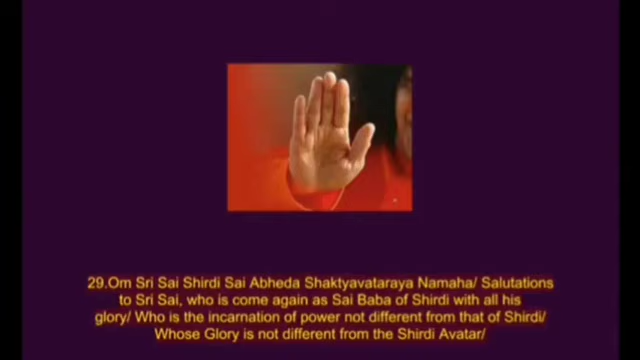 29.Om Sri Sai Shirdi Sai Abheda Shaktyavataraya Namaha/ Salutations
to Sri Sai, who is come again as Sai Baba of Shirdi with all his
glory/ Who is the incarnation of power not different from that of Shirdi/
Whose Glory is not different from the Shirdi Avatar/